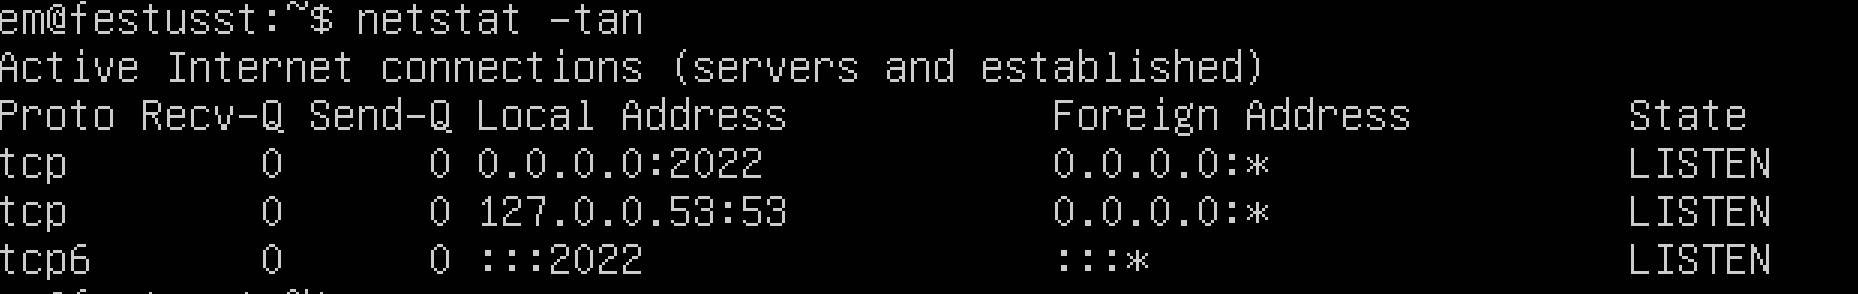 em@festusst:~$ netstat -tan
Active Internet connections (servers and established)
Proto Recv-Q Send-Q Local Address           Foreign Address         State
tcp        0      0 0.0.0.0:2022            0.0.0.0:*               LISTEN
tcp        0      0 127.0.0.53:53           0.0.0.0:*               LISTEN
tcp6       0      0 :::2022                 :::*                    LISTEN